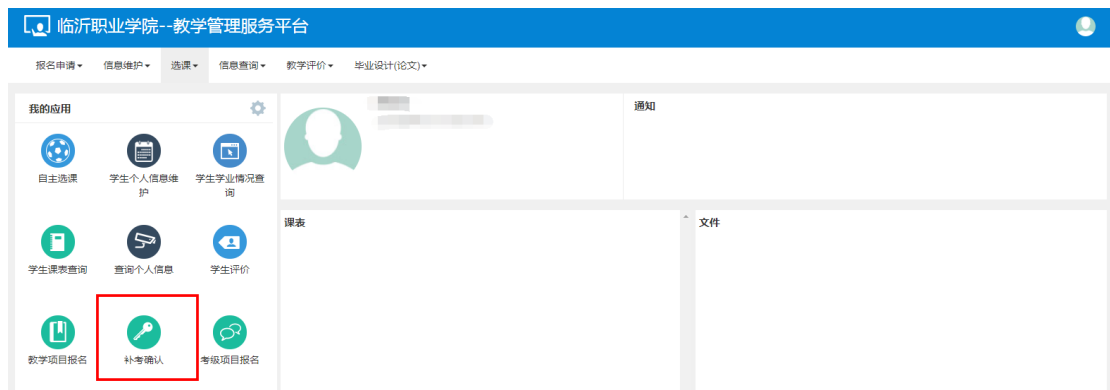 临沂职业学院--教学管理服务平台
报名申请 信息维护 选课 信息查询 教学评价 毕业设计(论文)
我的应用
自主选课 学生个人信息维护 学生学业情况查询
学生课表查询 查询个人信息 学生评价
教学项目报名 补考确认 考级项目报名
通知
课表
文件